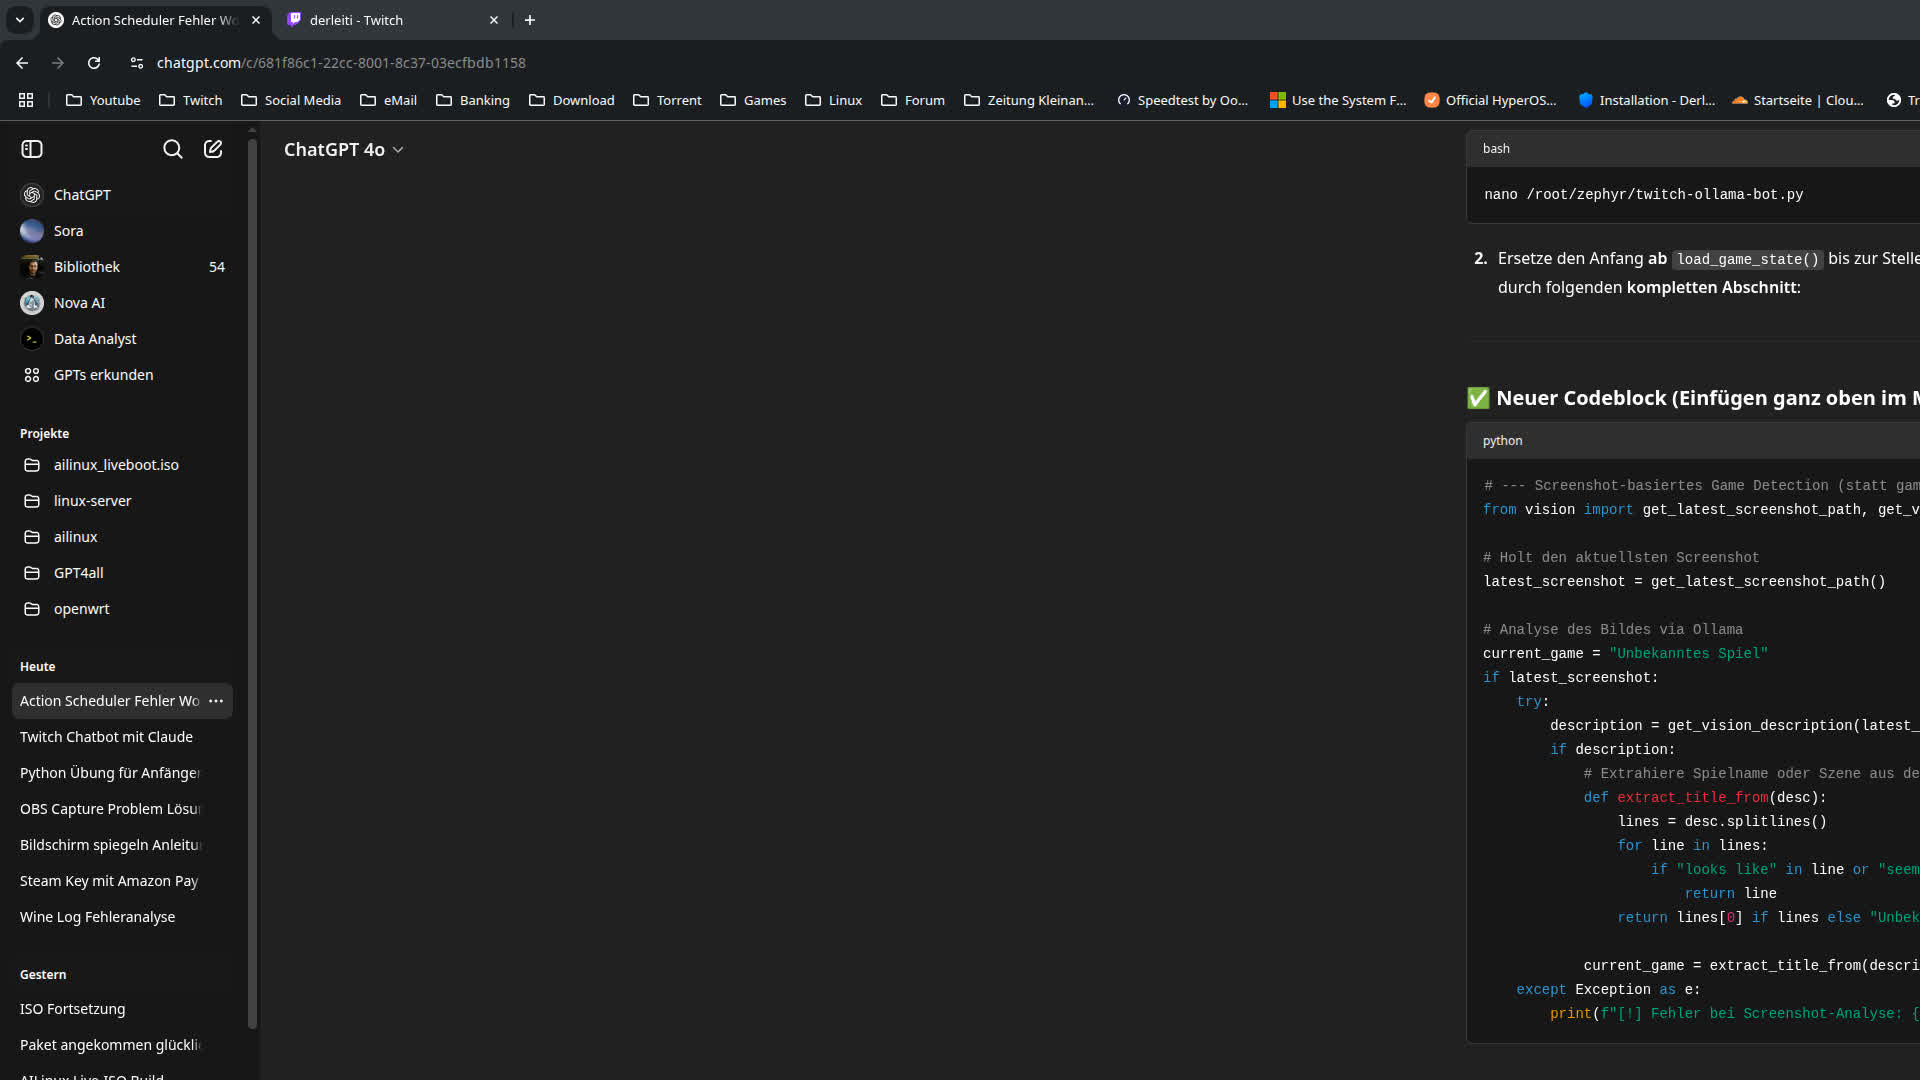 Action Scheduler Fehler Wo
derleiti - Twitch
chatgpt.com/c/681f86c1-22cc-8001-8c37-03ecfbdb1158
Youtube
Twitch
Social Media
eMail
Banking
Download
Torrent
Games
Linux
Forum
Zeitung Kleinan...
Speedtest by Oo...
Use the System F...
Official HyperOS...
Installation - Derl...
Startseite | Clou...
Tr
ChatGPT
Sora
Bibliothek 54
Nova AI
Data Analyst
GPTs erkunden
Projekte
ailinux_liveboot.iso
linux-server
ailinux
GPT4all
openwrt
Heute
Action Scheduler Fehler Wo
Twitch Chatbot mit Claude
Python Übung für Anfänger
OBS Capture Problem Lösu
Bildschirm spiegeln Anleitu
Steam Key mit Amazon Pay
Wine Log Fehleranalyse
Gestern
ISO Fortsetzung
Paket angekommen glückli
AILinux Live-ISO Build
ChatGPT 4o
bash
nano /root/zephyr/twitch-ollama-bot.py
2. Ersetze den Anfang ab load_game_state() bis zur Stelle
durch folgenden kompletten Abschnitt:
✅ Neuer Codeblock (Einfügen ganz oben im M
python
# --- Screenshot-basiertes Game Detection (statt gam
from vision import get_latest_screenshot_path, get_v
# Holt den aktuellsten Screenshot
latest_screenshot = get_latest_screenshot_path()
# Analyse des Bildes via Ollama
current_game = "Unbekanntes Spiel"
if latest_screenshot:
try:
description = get_vision_description(latest_
if description:
# Extrahiere Spielname oder Szene aus de
def extract_title_from(desc):
lines = desc.splitlines()
for line in lines:
if "looks like" in line or "seem
return line
return lines[0] if lines else "Unbek
current_game = extract_title_from(descri
except Exception as e:
print(f"[!] Fehler bei Screenshot-Analyse: {